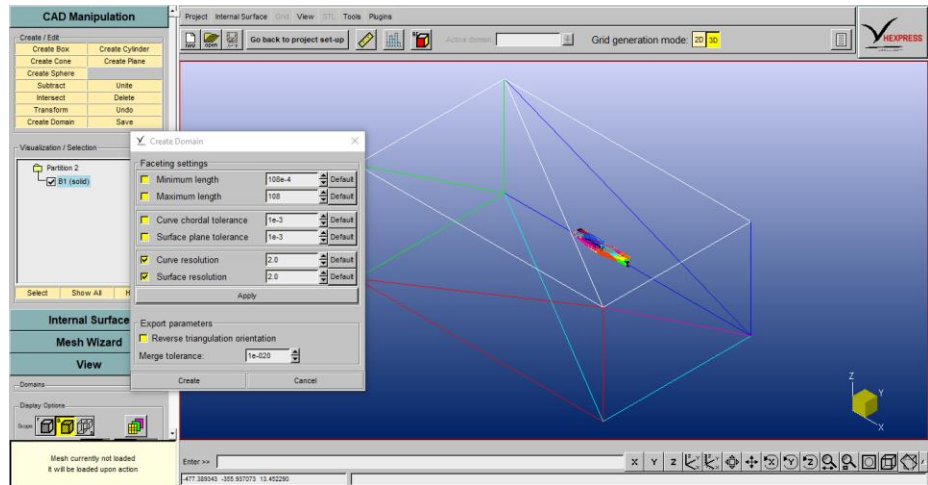 CAD Manipulation
Project Internal Surface Grid View STL Tools Plugins
Create / Edit
Create Box Create Cylinder
Create Cone Create Plane
Create Sphere
Subtract Unite
Intersect Delete
Transform Undo
Create Domain Save
open
Go back to project set-up
Active domain:
Grid generation mode: 2D 3D
HEXPRESS
Visualization / Selection
Partition 2
B1 (solid)
Select Show All H
Internal Surface
Mesh Wizard
View
Domains
Display Options
Scope
Mesh currently not loaded
It will be loaded upon action
Create Domain
Faceting settings
Minimum length 108e-4 Default
Maximum length 108 Default
Curve chordal tolerance 1e-3 Default
Surface plane tolerance 1e-3 Default
Curve resolution 2.0 Default
Surface resolution 2.0 Default
Apply
Export parameters
Reverse triangulation orientation
Merge tolerance: 1e-020
Create Cancel
Z
Y
X
Enter >>
X Y Z
-477.389343 -355.937073 13.452290